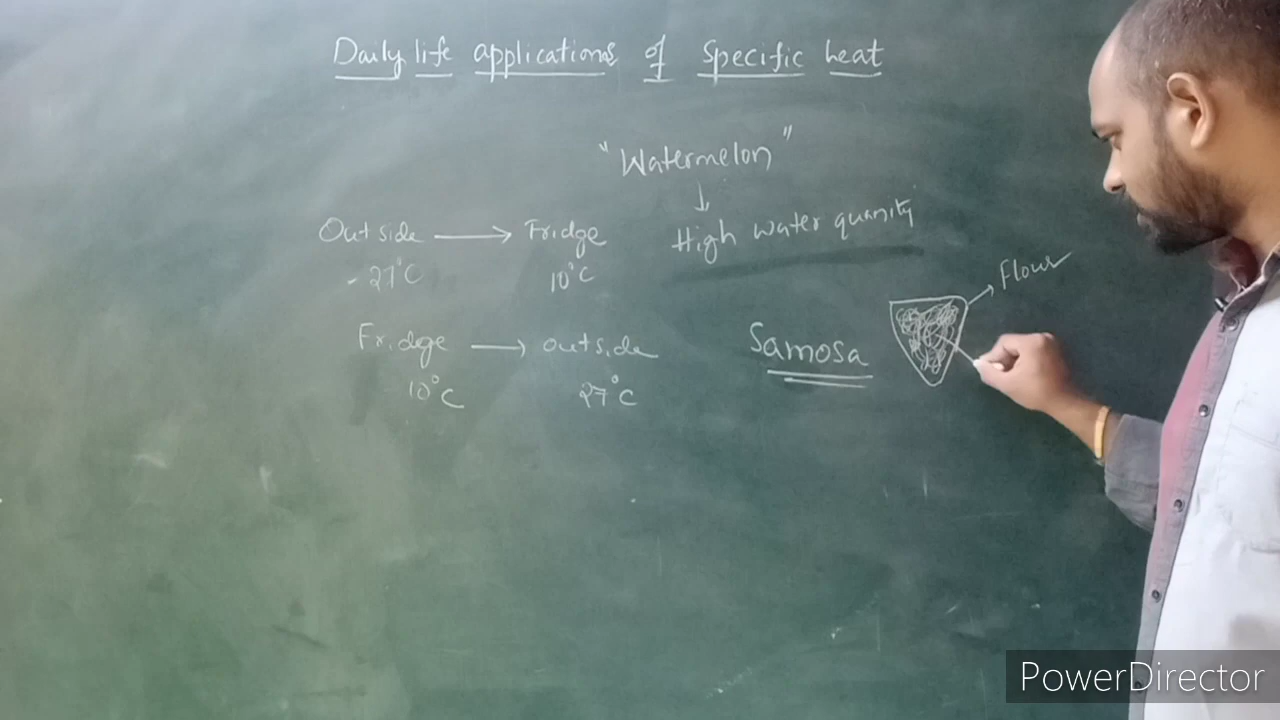 Daily life applications of specific heat
"Watermelon"
High water quanity
Outside → Fridge
- 27°C 10°C
Flour
Fridge → outside
10°C 27°C
Samosa
PowerDirector